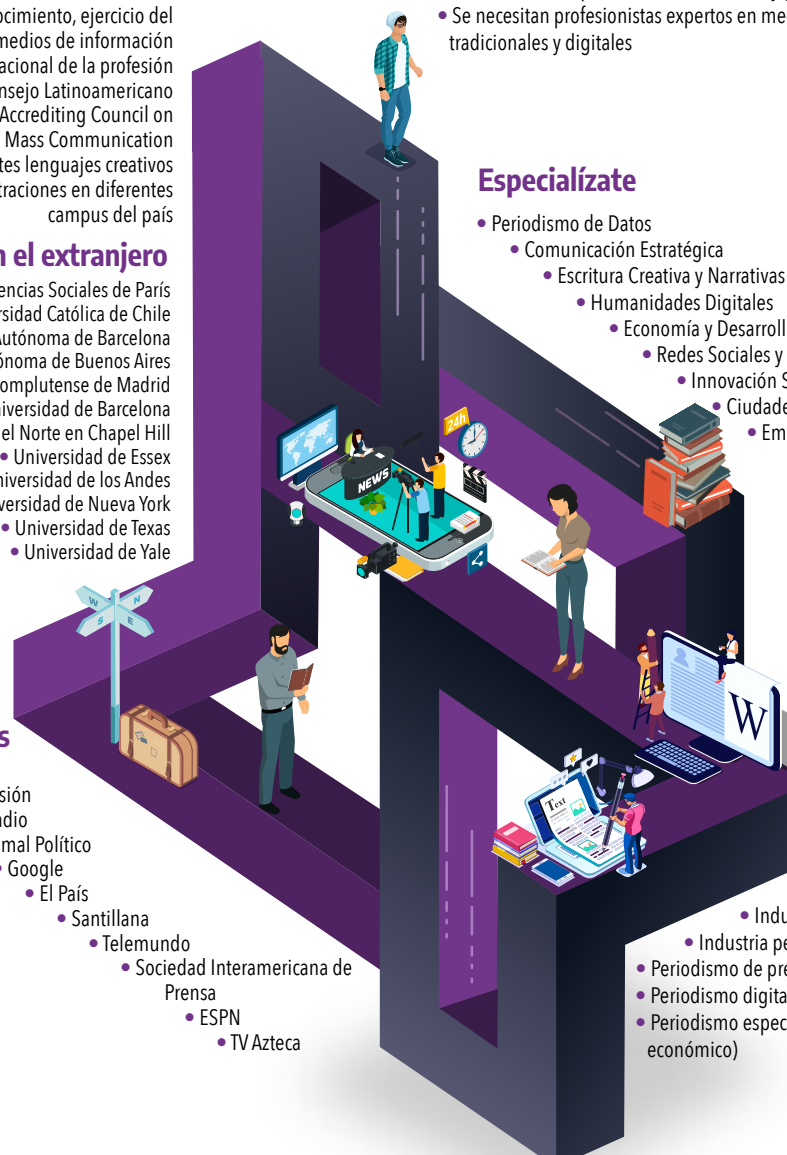 ocimiento, ejercicio del
medios de información
acional de la profesión
nsejo Latinoamericano
Accrediting Council on
Mass Communication
tes lenguajes creativos
traciones en diferentes
campus del país
n el extranjero
encias Sociales de París
rsidad Católica de Chile
Autónoma de Barcelona
ónoma de Buenos Aires
omplutense de Madrid
niversidad de Barcelona
el Norte en Chapel Hill
• Universidad de Essex
niversidad de los Andes
versidad de Nueva York
• Universidad de Texas
• Universidad de Yale
• Se necesitan profesionistas expertos en me
tradicionales y digitales
Especialízate
• Periodismo de Datos
• Comunicación Estratégica
• Escritura Creativa y Narrativas
• Humanidades Digitales
• Economía y Desarroll
• Redes Sociales y
• Innovación S
• Ciudade
• Em
24h
NEWS
W N
S E
W
Text
s
sión
adio
mal Político
• Google
• El País
• Santillana
• Telemundo
• Sociedad Interamericana de
Prensa
• ESPN
• TV Azteca
• Indu
• Industria pe
• Periodismo de pre
• Periodismo digita
• Periodismo espec
económico)